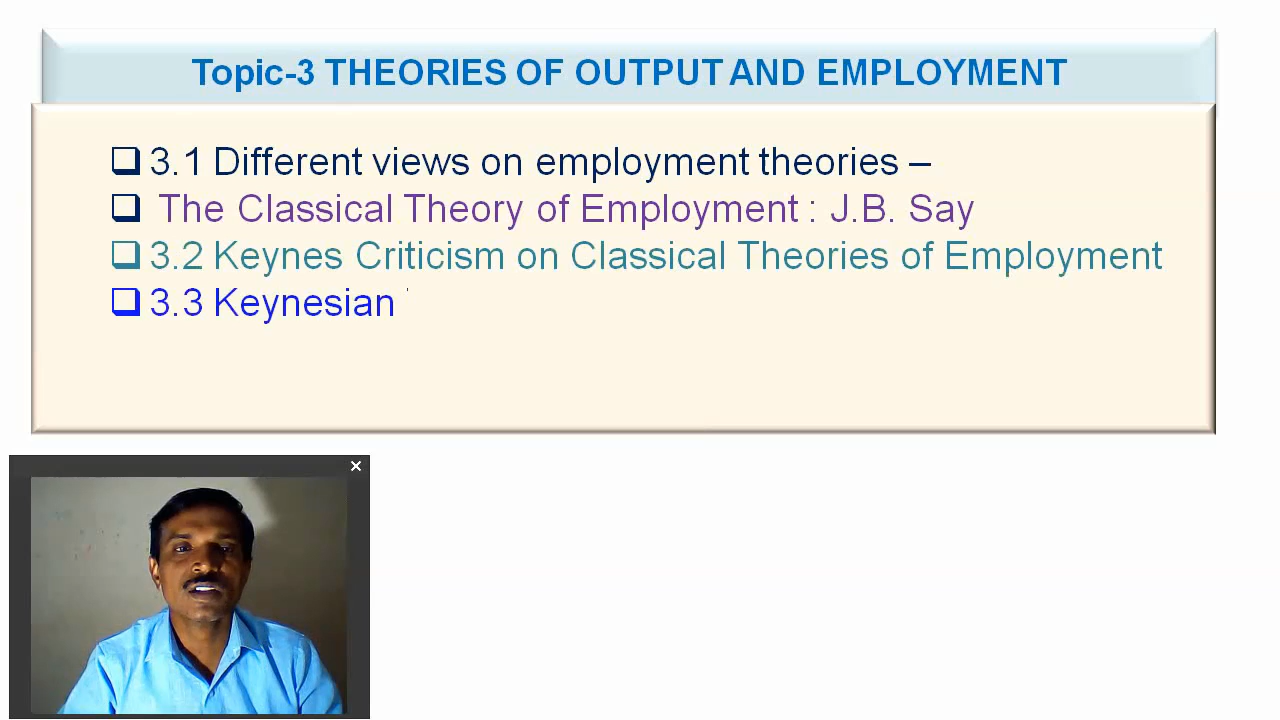 Topic-3 THEORIES OF OUTPUT AND EMPLOYMENT
3.1 Different views on employment theories –
The Classical Theory of Employment : J.B. Say
3.2 Keynes Criticism on Classical Theories of Employment
3.3 Keynesian